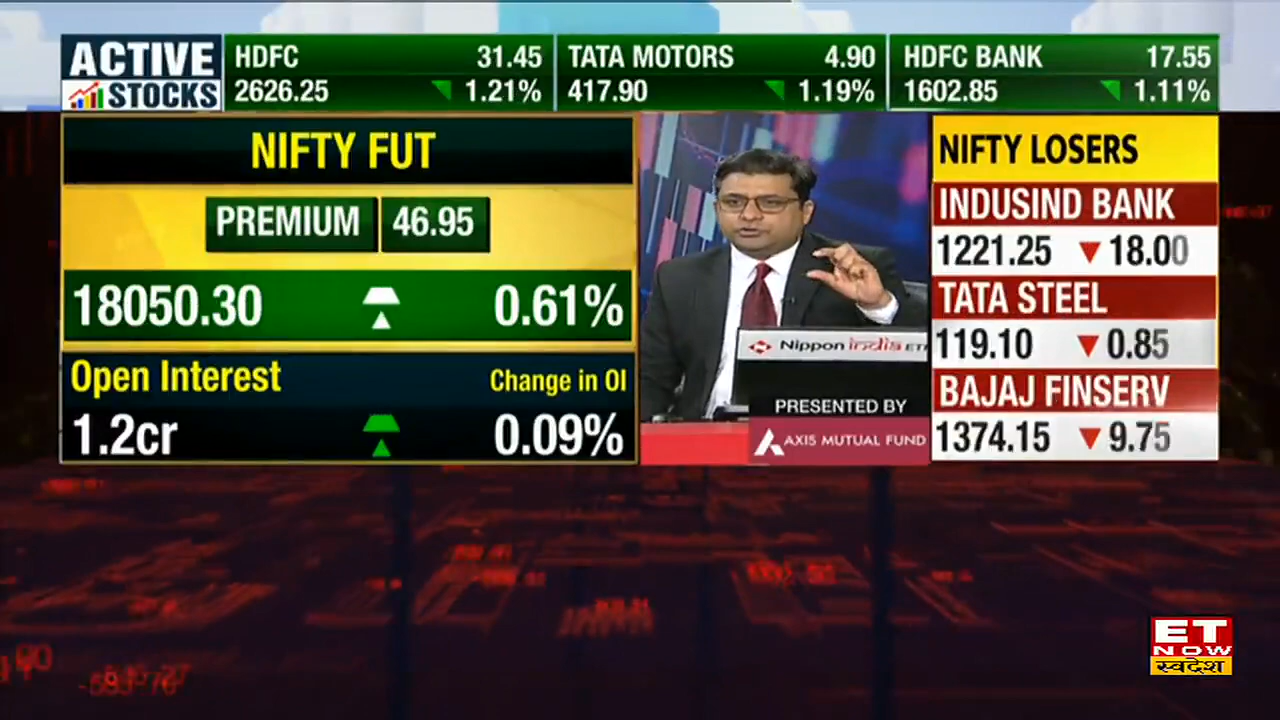 ACTIVE
STOCKS
HDFC 31.45
2626.25 1.21%
TATA MOTORS 4.90
417.90 1.19%
HDFC BANK 17.55
1602.85 1.11%
NIFTY FUT
PREMIUM 46.95
18050.30 0.61%
Open Interest Change in OI
1.2cr 0.09%
Nippon india ETF
PRESENTED BY
AXIS MUTUAL FUND
NIFTY LOSERS
INDUSIND BANK
1221.25 18.00
TATA STEEL
119.10 0.85
BAJAJ FINSERV
1374.15 9.75
ET
NOW
स्वदेश